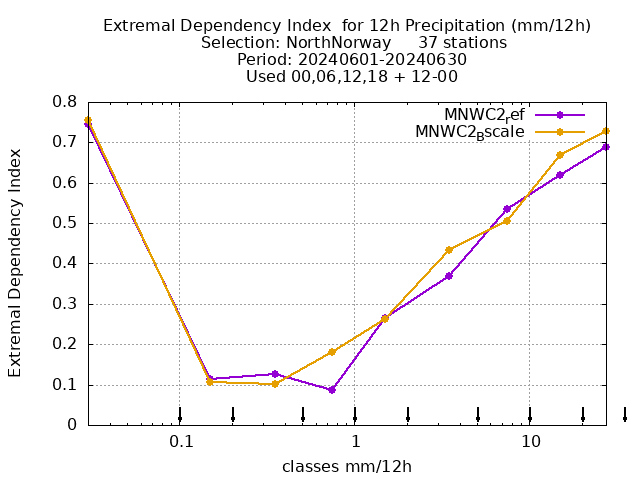 Extremal Dependency Index  for 12h Precipitation (mm/12h)
Selection: NorthNorway     37 stations
Period: 20240601-20240630
Used 00,06,12,18 + 12-00
MNWC2_ref
MNWC2_Bscale
Extremal Dependency Index
0.8
0.7
0.6
0.5
0.4
0.3
0.2
0.1
0
0.1
1
10
classes mm/12h